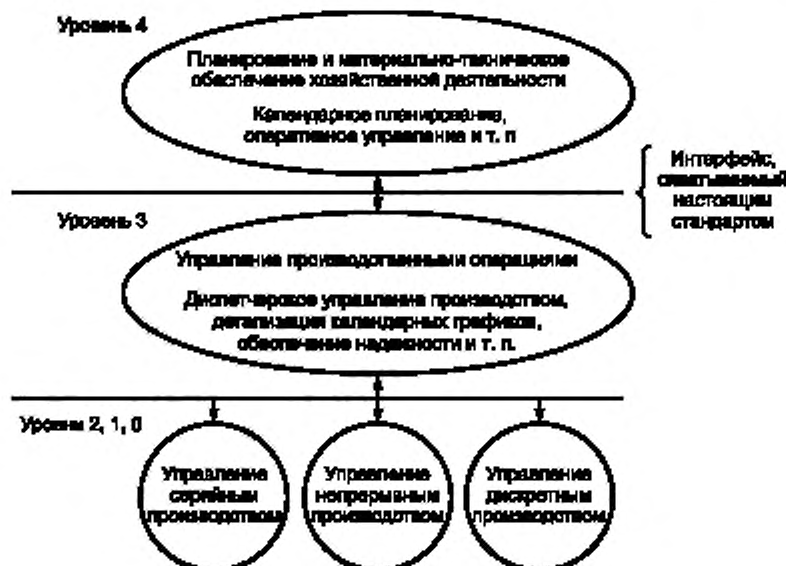 Уровень 4
Планирование и материально-техническое
обеспечение хозяйственной деятельности
Календарное планирование,
оперативное управление и т. п
Интерфейс,
охватываемый
настоящим
стандартом
Уровень 3
Управление производственными операциями
Диспетчерское управление производством,
детализация календарных графиков,
обеспечение надежности и т. п.
Уровни 2, 1, 0
Управление
серийным
производством
Управление
непрерывным
производством
Управление
дискретным
производством